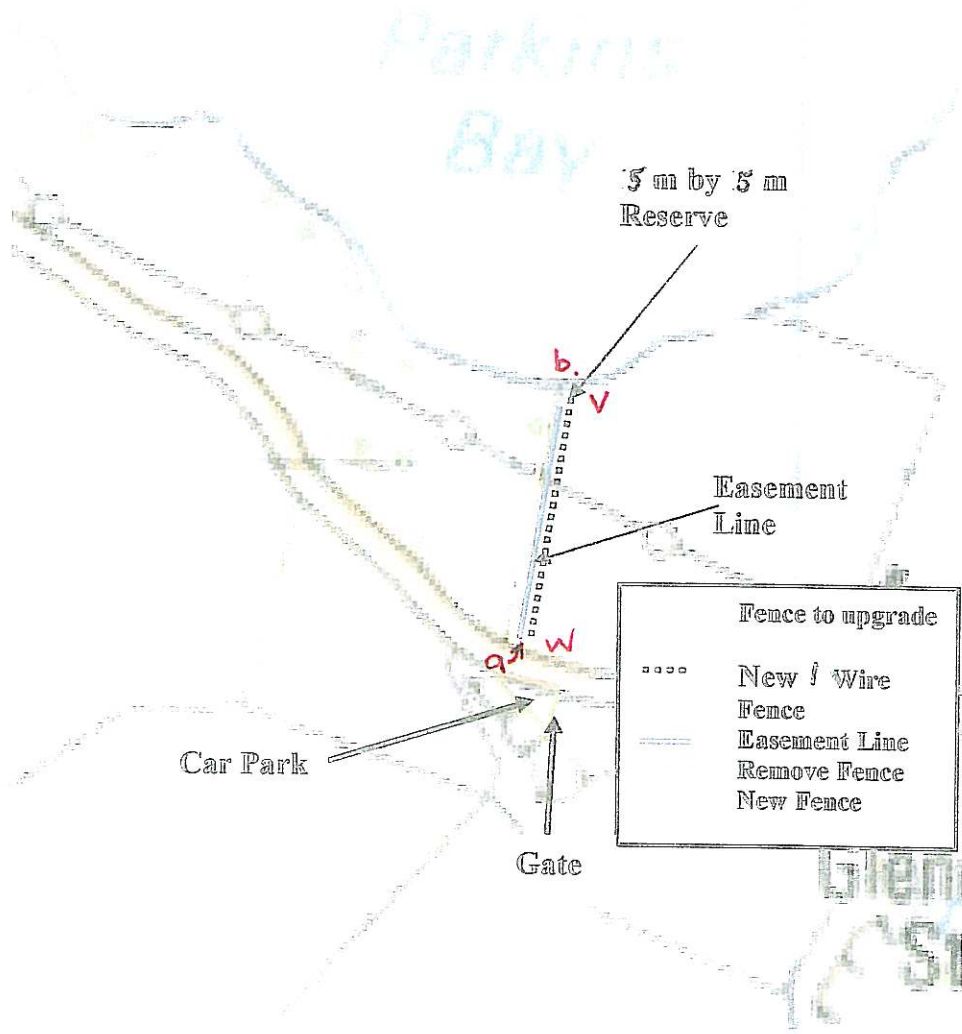 Parkins
Bay
5 m by 5 m
Reserve
b.
V
Easement
Line
a
W
Fence to upgrade
New 1 Wire
Fence
Easement Line
Remove Fence
New Fence
Car Park
Gate